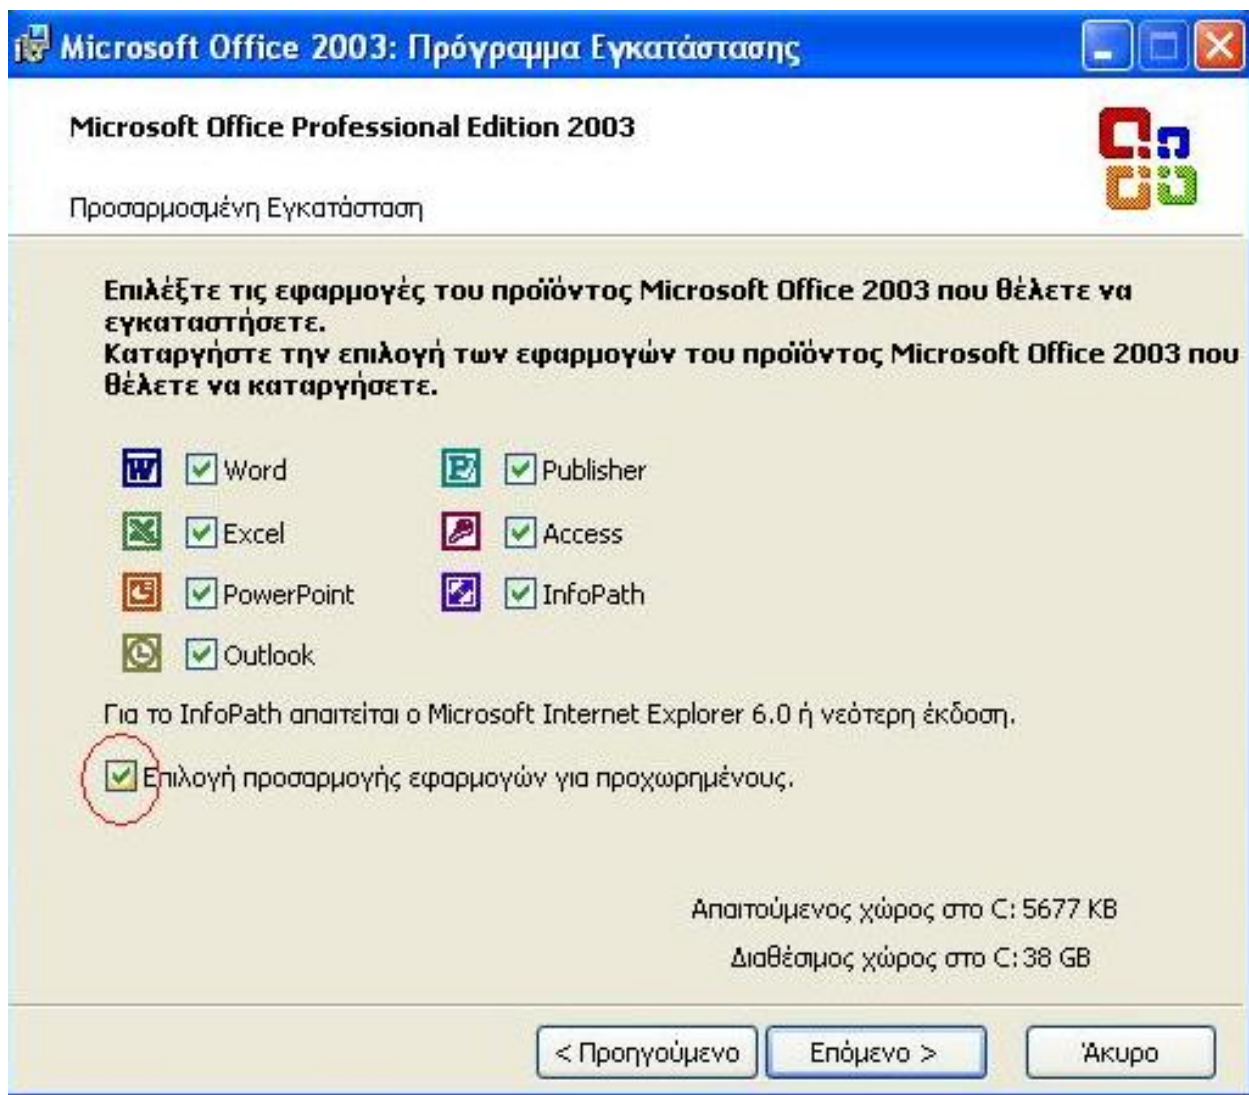 Microsoft Office 2003: Πρόγραμμα Εγκατάστασης
Microsoft Office Professional Edition 2003
Προσαρμοσμένη Εγκατάσταση
Επιλέξτε τις εφαρμογές του προϊόντος Microsoft Office 2003 που θέλετε να
εγκαταστήσετε.
Καταργήστε την επιλογή των εφαρμογών του προϊόντος Microsoft Office 2003 που
θέλετε να καταργήσετε.
Word
Publisher
Excel
Access
PowerPoint
InfoPath
Outlook
Για το InfoPath απαιτείται ο Microsoft Internet Explorer 6.0 ή νεότερη έκδοση.
Επιλογή προσαρμογής εφαρμογών για προχωρημένους.
Απαιτούμενος χώρος στο C: 5677 KB
Διαθέσιμος χώρος στο C: 38 GB
< Προηγούμενο
Επόμενο >
Άκυρο